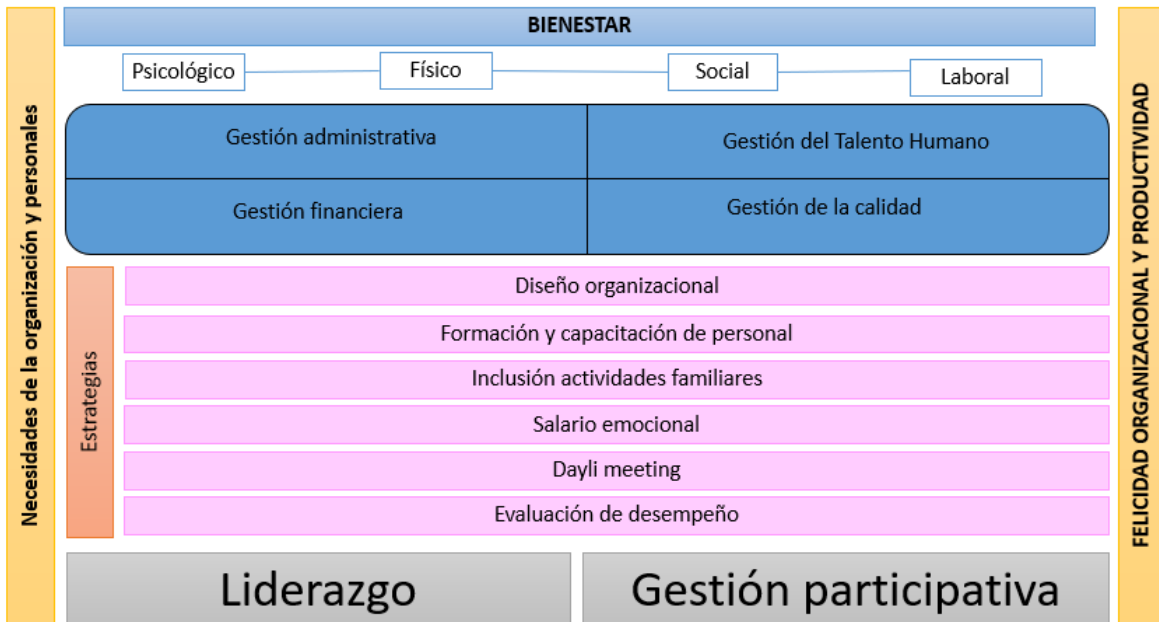 Necesidades de la organización y personales
BIENESTAR
Psicológico
Físico
Social
Laboral
Gestión administrativa
Gestión del Talento Humano
Gestión financiera
Gestión de la calidad
Estrategias
Diseño organizacional
Formación y capacitación de personal
Inclusión actividades familiares
Salario emocional
Dayli meeting
Evaluación de desempeño
Liderazgo
Gestión participativa
FELICIDAD ORGANIZACIONAL Y PRODUCTIVIDAD